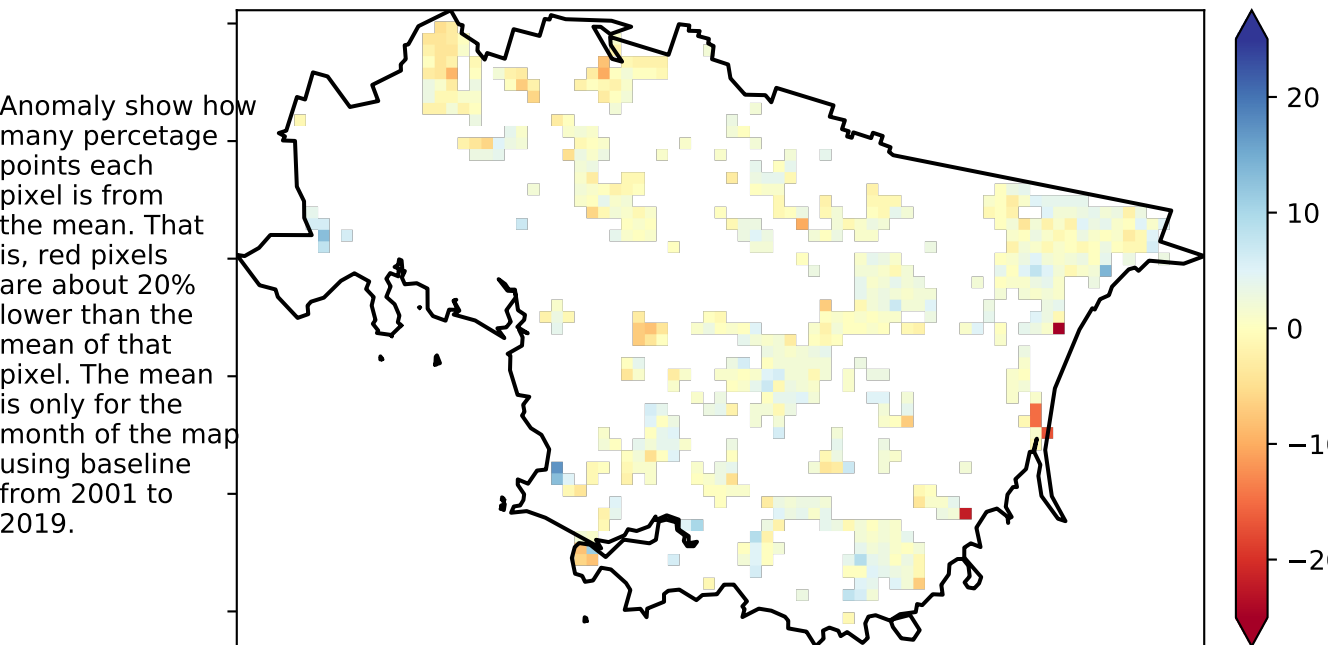 Anomaly show how
many percetage
points each
pixel is from
the mean. That
is, red pixels
are about 20%
lower than the
mean of that
pixel. The mean
is only for the
month of the map
using baseline
from 2001 to
2019.
20
10
0
−10
−20